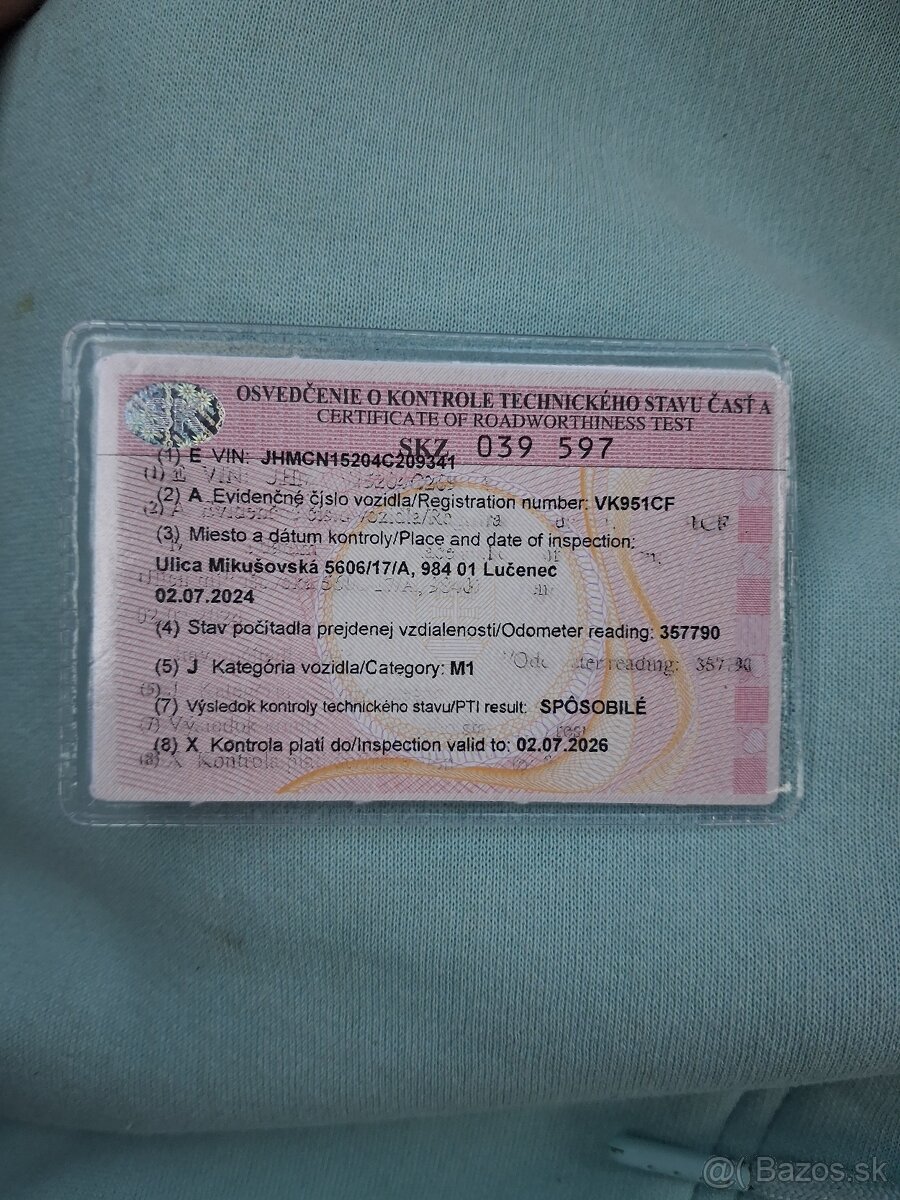 OSVEDČENIE O KONTROLE TECHNICKÉHO STAVU ČASŤ A
CERTIFICATE OF ROADWORTHINESS TEST
SKZ 039 597
(1) E VIN: JHMCN15204C209341
(2) A Evidenčné číslo vozidla/Registration number: VK951CF
(3) Miesto a dátum kontroly/Place and date of inspection:
Ulica Mikušovská 5606/17/A, 984 01 Lučenec
02.07.2024
(4) Stav počítadla prejdenej vzdialenosti/Odometer reading: 357790
(5) J Kategória vozidla/Category: M1
(7) Výsledok kontroly technického stavu/PTI result: SPÔSOBILÉ
(8) X Kontrola platí do/Inspection valid to: 02.07.2026
@( Bazos.sk